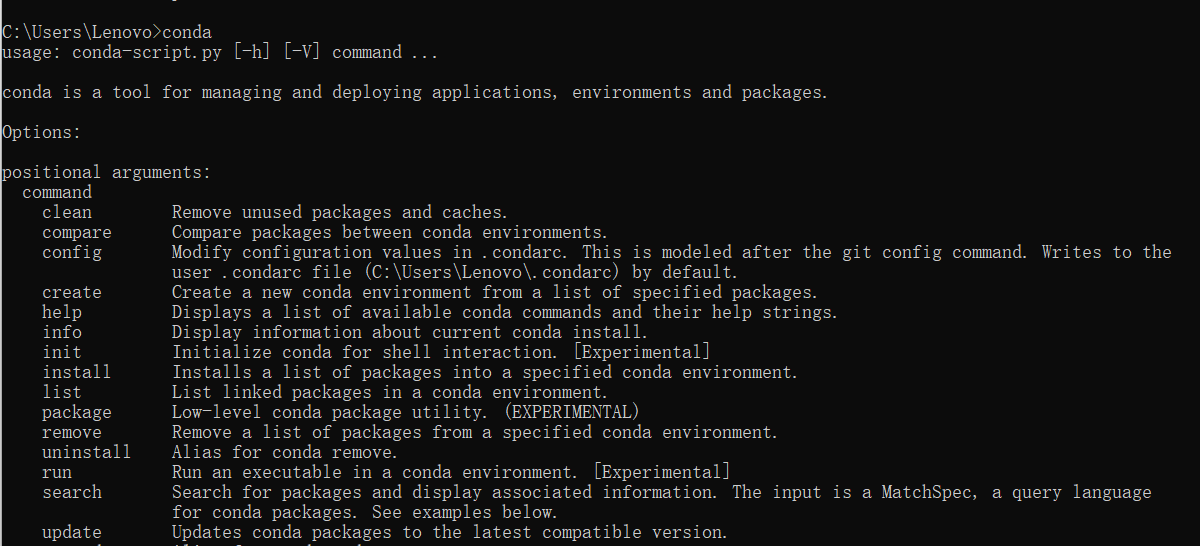 C:\Users\Lenovo>conda
usage: conda-script.py [-h] [-V] command ...
conda is a tool for managing and deploying applications, environments and packages.
Options:
positional arguments:
command
clean Remove unused packages and caches.
compare Compare packages between conda environments.
config Modify configuration values in .condarc. This is modeled after the git config command. Writes to the
user .condarc file (C:\Users\Lenovo\.condarc) by default.
create Create a new conda environment from a list of specified packages.
help Displays a list of available conda commands and their help strings.
info Display information about current conda install.
init Initialize conda for shell interaction. [Experimental]
install Installs a list of packages into a specified conda environment.
list List linked packages in a conda environment.
package Low-level conda package utility. (EXPERIMENTAL)
remove Remove a list of packages from a specified conda environment.
uninstall Alias for conda remove.
run Run an executable in a conda environment. [Experimental]
search Search for packages and display associated information. The input is a MatchSpec, a query language
for conda packages. See examples below.
update Updates conda packages to the latest compatible version.